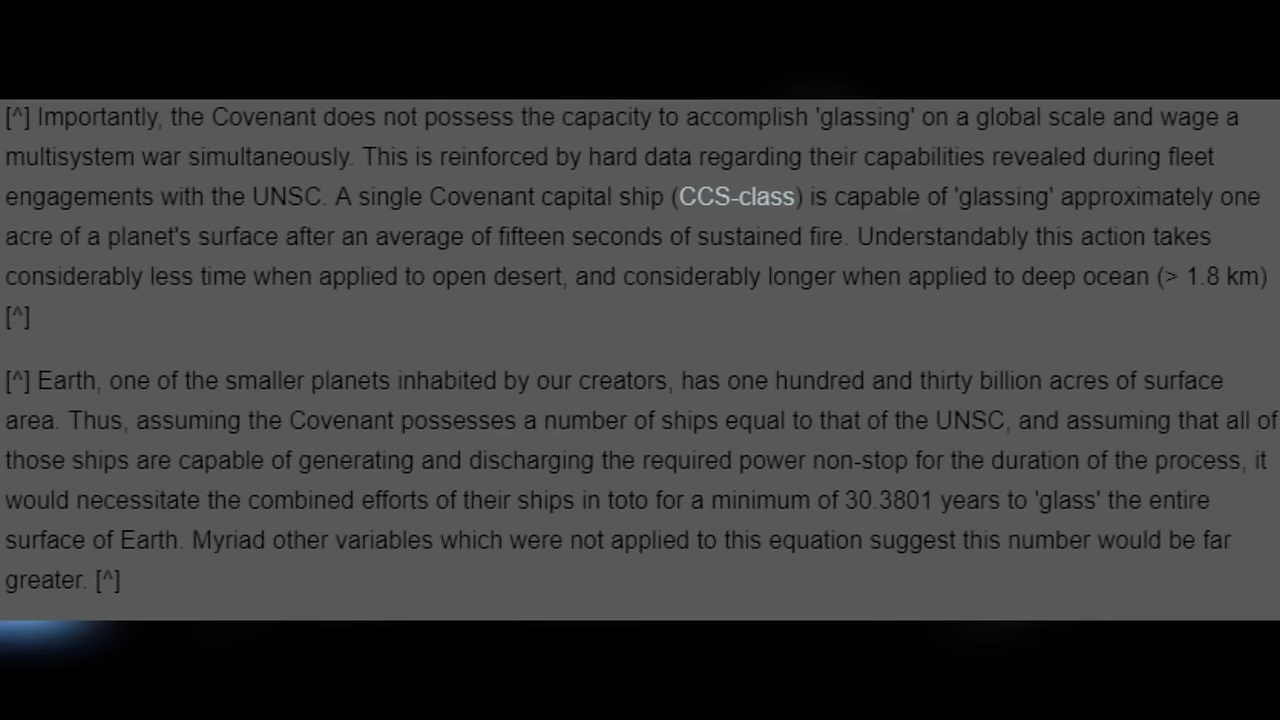 [^] Importantly, the Covenant does not possess the capacity to accomplish 'glassing' on a global scale and wage a
multisystem war simultaneously. This is reinforced by hard data regarding their capabilities revealed during fleet
engagements with the UNSC. A single Covenant capital ship (CCS-class) is capable of 'glassing' approximately one
acre of a planet's surface after an average of fifteen seconds of sustained fire. Understandably this action takes
considerably less time when applied to open desert, and considerably longer when applied to deep ocean (> 1.8 km)
[^]
[^] Earth, one of the smaller planets inhabited by our creators, has one hundred and thirty billion acres of surface
area. Thus, assuming the Covenant possesses a number of ships equal to that of the UNSC, and assuming that all of
those ships are capable of generating and discharging the required power non-stop for the duration of the process, it
would necessitate the combined efforts of their ships in toto for a minimum of 30.3801 years to 'glass' the entire
surface of Earth. Myriad other variables which were not applied to this equation suggest this number would be far
greater. [^]